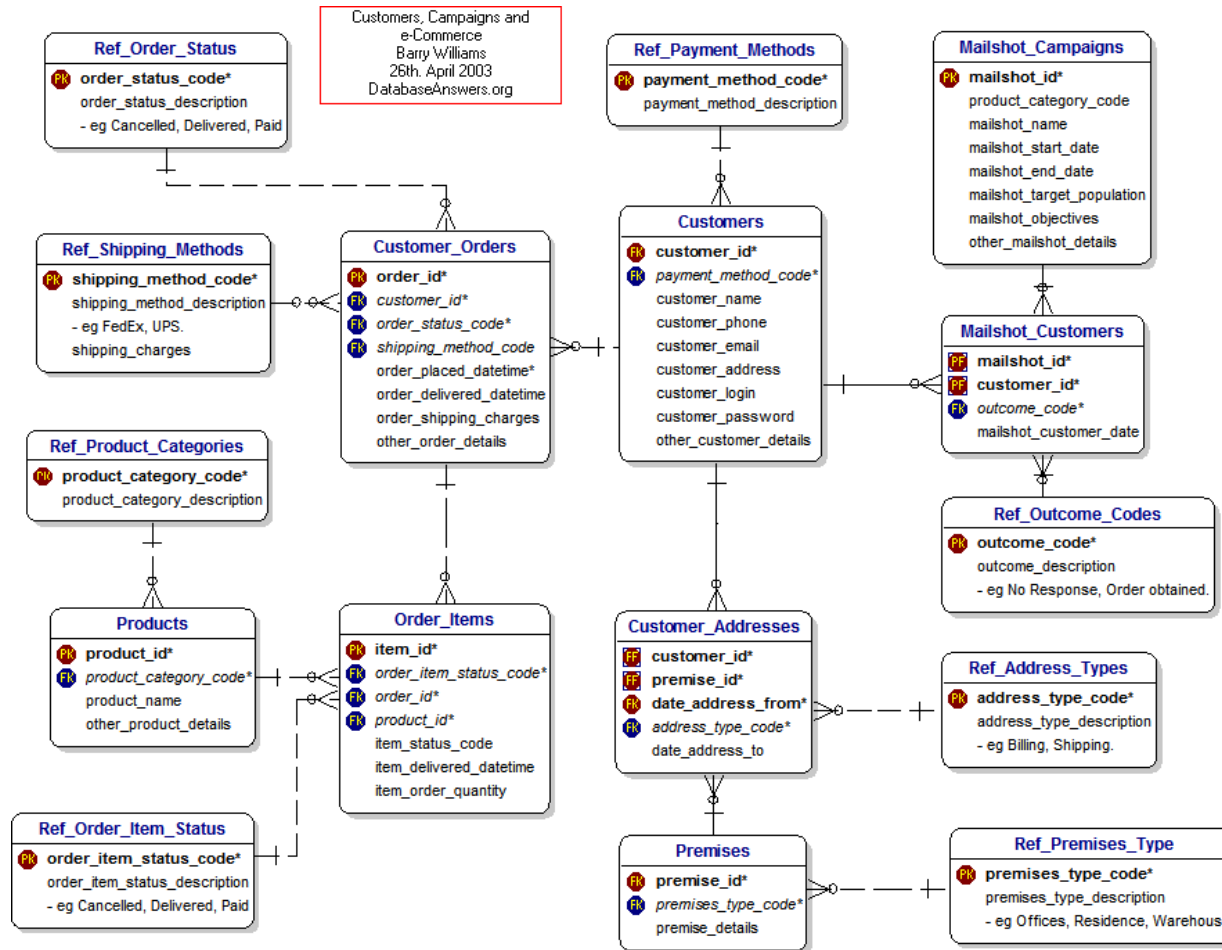 Customers, Campaigns and
e-Commerce
Barry Williams
26th. April 2003
DatabaseAnswers.org
Ref_Order_Status
PK order_status_code*
order_status_description
- eg Cancelled, Delivered, Paid
Ref_Payment_Methods
PK payment_method_code*
payment_method_description
Mailshot_Campaigns
PK mailshot_id*
product_category_code
mailshot_name
mailshot_start_date
mailshot_end_date
mailshot_target_population
mailshot_objectives
other_mailshot_details
Ref_Shipping_Methods
PK shipping_method_code*
shipping_method_description
- eg FedEx, UPS.
shipping_charges
Customer_Orders
PK order_id*
FK customer_id*
FK order_status_code*
FK shipping_method_code
order_placed_datetime*
order_delivered_datetime
order_shipping_charges
other_order_details
Customers
FK customer_id*
FK payment_method_code*
customer_name
customer_phone
customer_email
customer_address
customer_login
customer_password
other_customer_details
Mailshot_Customers
PF mailshot_id*
PF customer_id*
FK outcome_code*
mailshot_customer_date
Ref_Product_Categories
PK product_category_code*
product_category_description
Ref_Outcome_Codes
PK outcome_code*
outcome_description
- eg No Response, Order obtained.
Products
PK product_id*
FK product_category_code*
product_name
other_product_details
Order_Items
PK item_id*
FK order_item_status_code*
FK order_id*
FK product_id*
item_status_code
item_delivered_datetime
item_order_quantity
Customer_Addresses
FF customer_id*
FF premise_id*
FK date_address_from*
FK address_type_code*
date_address_to
Ref_Address_Types
PK address_type_code*
address_type_description
- eg Billing, Shipping.
Ref_Order_Item_Status
PK order_item_status_code*
order_item_status_description
- eg Cancelled, Delivered, Paid
Premises
FK premise_id*
FK premises_type_code*
premise_details
Ref_Premises_Type
PK premises_type_code*
premises_type_description
- eg Offices, Residence, Warehous